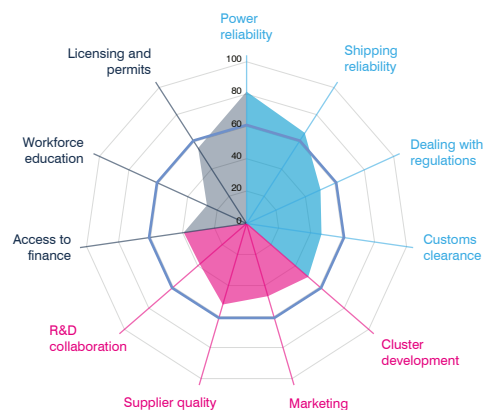 Power
reliability
Licensing and
permits
Shipping
reliability
100
80
60
40
20
0
Workforce
education
Dealing with
regulations
Access to
finance
Customs
clearance
R&D
collaboration
Cluster
development
Supplier quality
Marketing